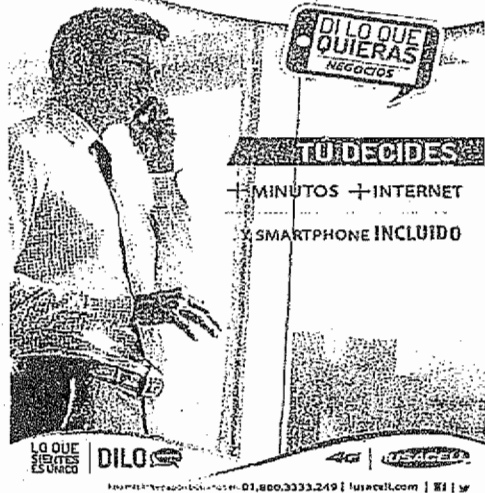 DI LO QUE
QUIERAS
NEGOCIOS
TÚ DECIDES
+MINUTOS +INTERNET
Y SMARTPHONE INCLUIDO
LO QUE
SIENTES
ES ÚNICO
DILO
4G
IUSACELL
01.800.3333.249 | iusacell.com |